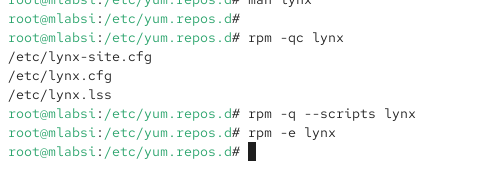 root@mlabsi:/etc/yum.repos.d# man lynx
root@mlabsi:/etc/yum.repos.d#
root@mlabsi:/etc/yum.repos.d# rpm -qc lynx
/etc/lynx-site.cfg
/etc/lynx.cfg
/etc/lynx.lss
root@mlabsi:/etc/yum.repos.d# rpm -q --scripts lynx
root@mlabsi:/etc/yum.repos.d# rpm -e lynx
root@mlabsi:/etc/yum.repos.d#